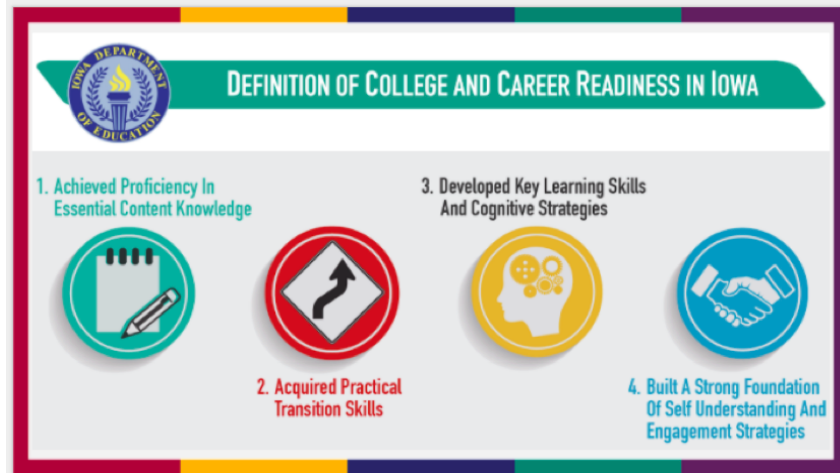 IOWA DEPARTMENT
OF EDUCATION
DEFINITION OF COLLEGE AND CAREER READINESS IN IOWA
1. Achieved Proficiency In
Essential Content Knowledge
2. Acquired Practical
Transition Skills
3. Developed Key Learning Skills
And Cognitive Strategies
4. Built A Strong Foundation
Of Self Understanding And
Engagement Strategies